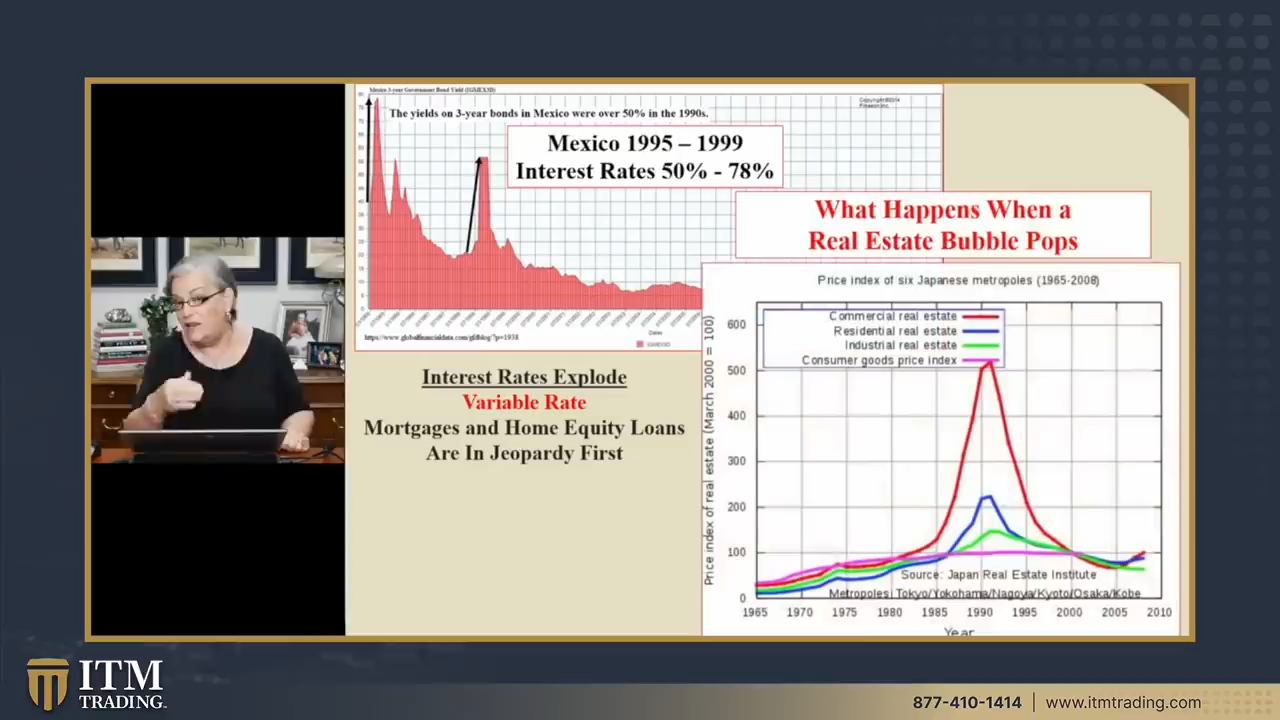 Mexico 3-year Government Bond Yield (IGMEX3D)
The yields on 3-year bonds in Mexico were over 50% in the 1990s.
Mexico 1995 – 1999
Interest Rates 50% - 78%
https://www.globalfinancialdata.com/gfdblog/?p=1938
Date
Interest Rates Explode
Variable Rate
Mortgages and Home Equity Loans
Are In Jeopardy First
What Happens When a
Real Estate Bubble Pops
Price index of six Japanese metropoles (1965-2008)
Price index of real estate (March 2000 = 100)
Commercial real estate
Residential real estate
Industrial real estate
Consumer goods price index
600
500
400
300
200
100
0
Source: Japan Real Estate Institute
Metropoles: Tokyo/Yokohama/Nagoya/Kyoto/Osaka/Kobe
1965 1970 1975 1980 1985 1990 1995 2000 2005 2010
Year
ITM
TRADING
877-410-1414 | www.itmtrading.com